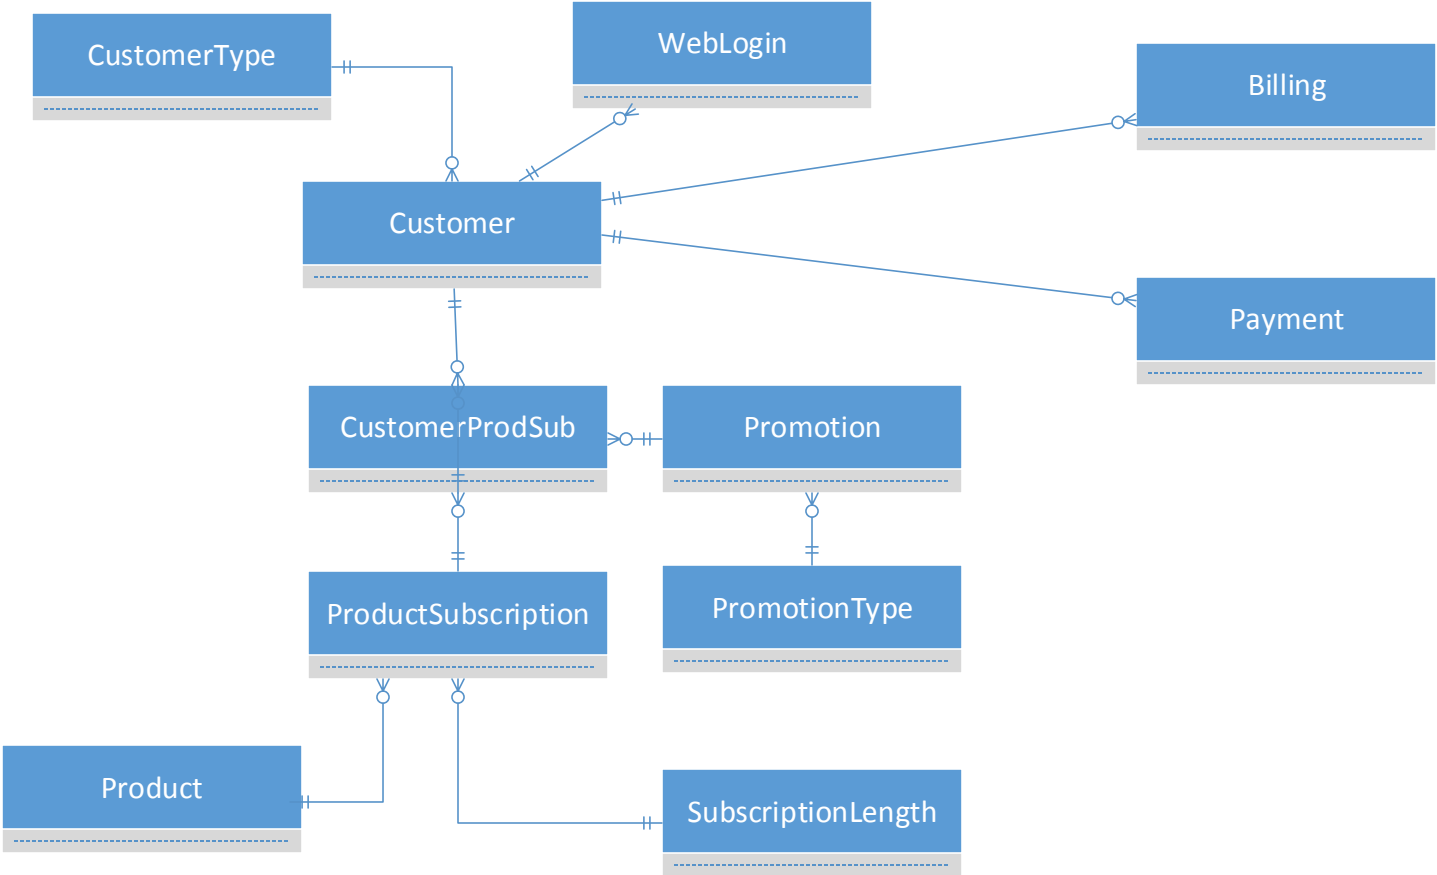 CustomerType
WebLogin
Billing
Customer
Payment
CustomerProdSub
Promotion
ProductSubscription
PromotionType
Product
SubscriptionLength